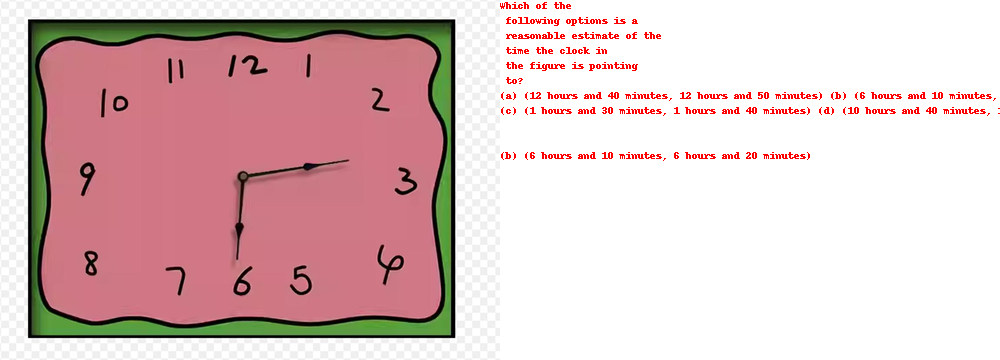 11 12 1
10 2
9 3
8 4
7 6 5
Which of the
following options is a
reasonable estimate of the
time the clock in
the figure is pointing
to?
(a) (12 hours and 40 minutes, 12 hours and 50 minutes) (b) (6 hours and 10 minutes,
(c) (1 hours and 30 minutes, 1 hours and 40 minutes) (d) (10 hours and 40 minutes,
(b) (6 hours and 10 minutes, 6 hours and 20 minutes)